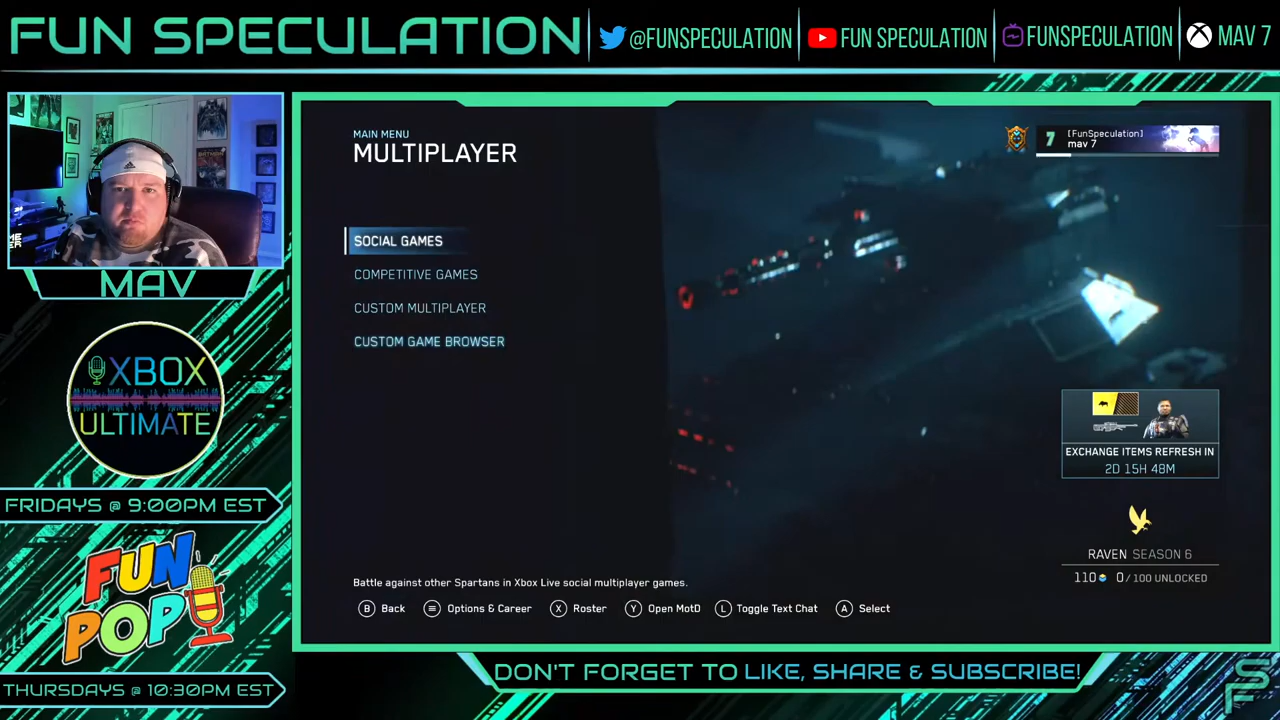 FUN SPECULATION
@FUNSPECULATION
FUN SPECULATION
FUNSPECULATION
MAV 7
MAV
XBOX
ULTIMATE
FRIDAYS @ 9:00PM EST
FUN
POP
THURSDAYS @ 10:30PM EST
MAIN MENU
MULTIPLAYER
7
[FunSpeculation]
mav 7
SOCIAL GAMES
COMPETITIVE GAMES
CUSTOM MULTIPLAYER
CUSTOM GAME BROWSER
EXCHANGE ITEMS REFRESH IN
2D 15H 48M
RAVEN SEASON 6
110 0/100 UNLOCKED
Battle against other Spartans in Xbox Live social multiplayer games.
B Back X Roster Y Open MotD L Toggle Text Chat A Select
Options & Career
DON'T FORGET TO LIKE, SHARE & SUBSCRIBE!
SF